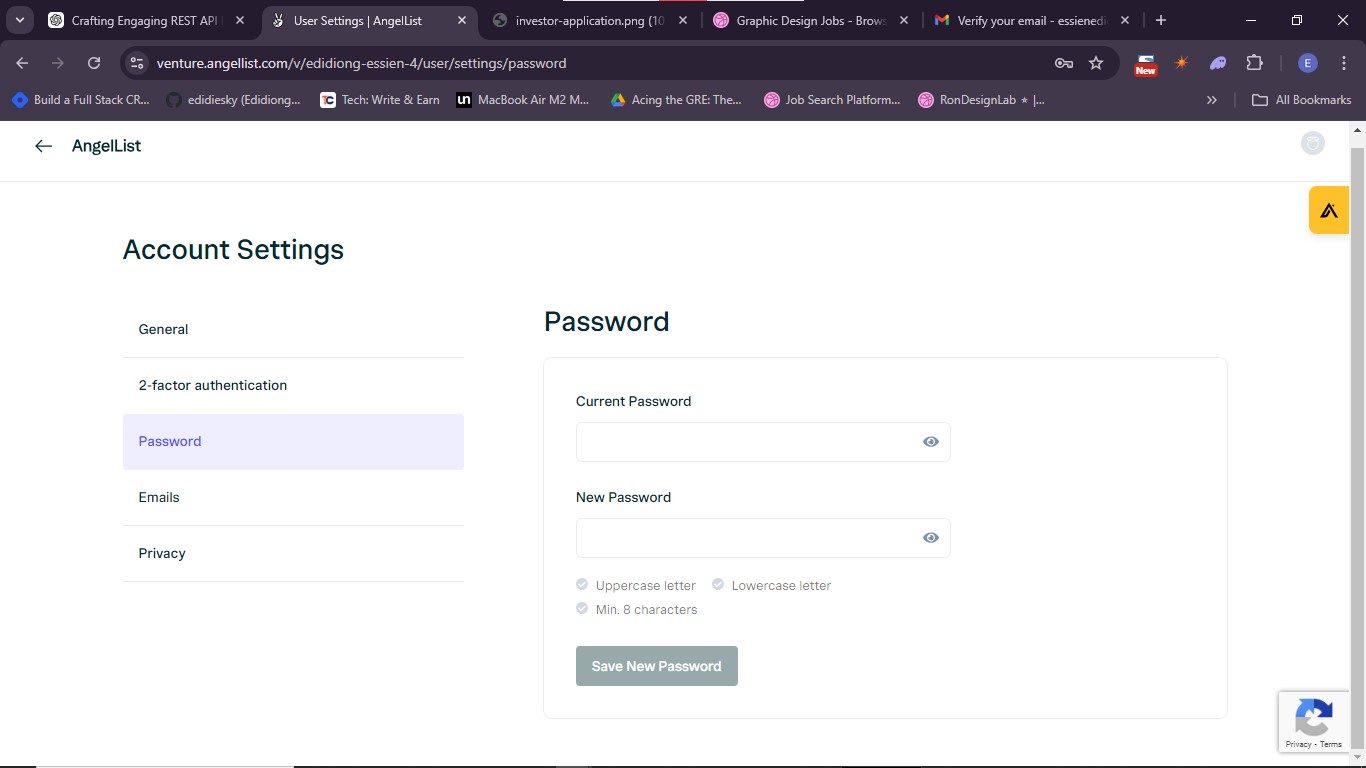 Crafting Engaging REST API
User Settings | AngelList
investor-application.png (10
Graphic Design Jobs - Brows
Verify your email - essienedi
venture.angellist.com/v/edidiong-essien-4/user/settings/password
New
E
Build a Full Stack CR...
edidiesky (Edidiong...
TC
Tech: Write & Earn
un
MacBook Air M2 M...
Acing the GRE: The...
Job Search Platform...
RonDesignLab ⭑ |...
»
All Bookmarks
AngelList
Account Settings
General
2-factor authentication
Password
Emails
Privacy
Password
Current Password
New Password
Uppercase letter
Lowercase letter
Min. 8 characters
Save New Password
Privacy - Terms